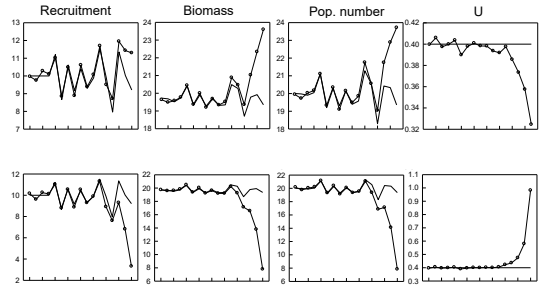 Recruitment Biomass Pop. number U
13 24 24 0.42
12 23 23 0.40
11 22 22 0.38
10 21 21 0.36
9 20 20 0.34
8 19 19 0.32
7 18 18
12 22 22 1.1
10 20 20 1.0
8 18 18 0.9
6 16 16 0.8
4 14 14 0.7
2 12 12 0.6
10 10 0.5
8 8 0.4
6 6 0.3